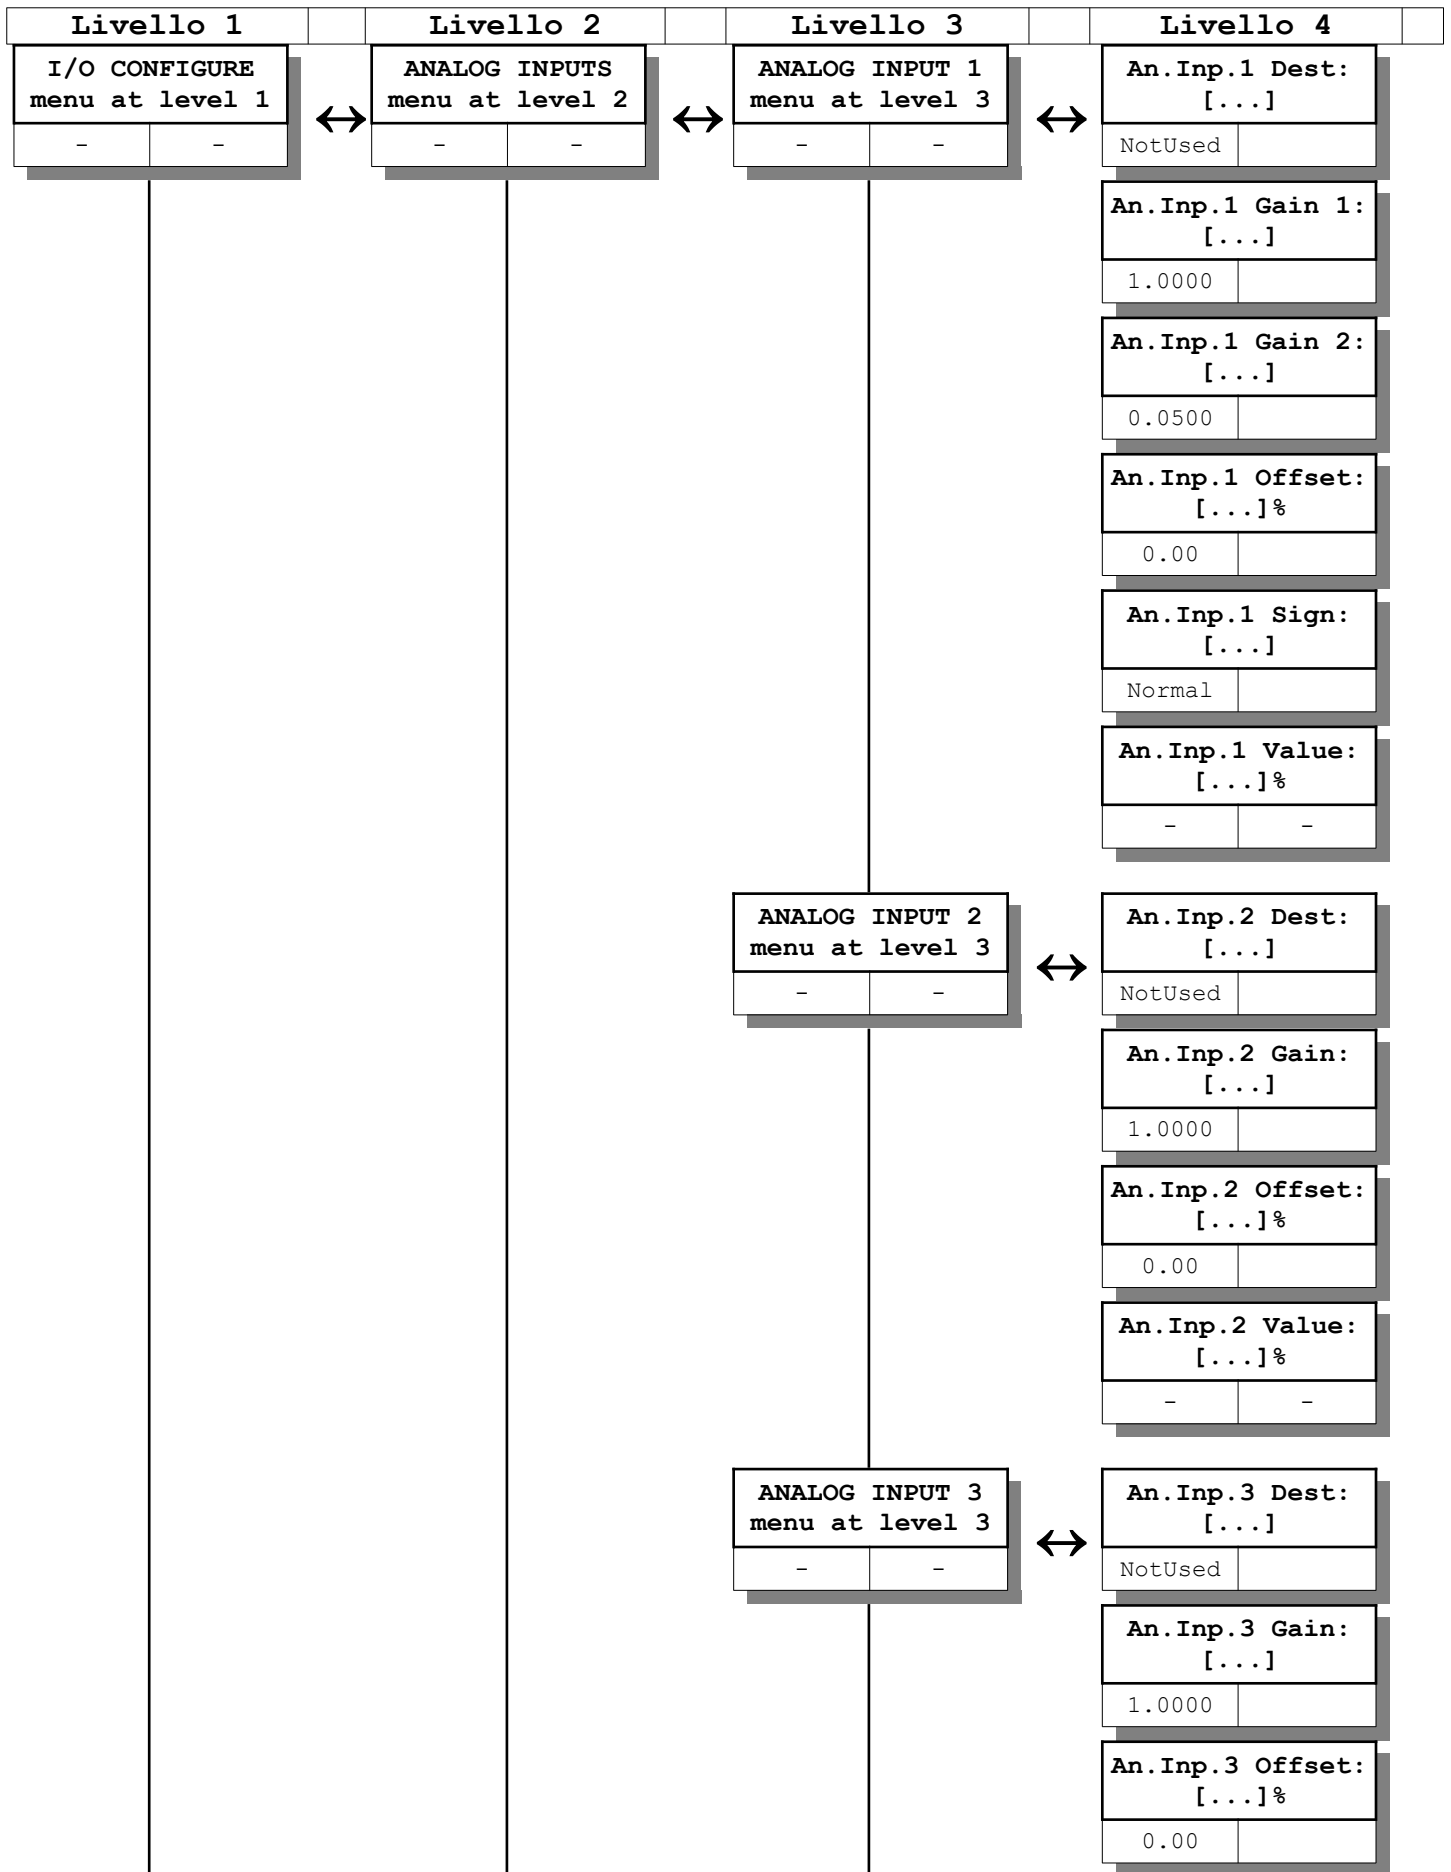 Livello 1 Livello 2 Livello 3 Livello 4
I/O CONFIGURE ANALOG INPUTS ANALOG INPUT 1 An.Inp.1 Dest:
menu at level 1 menu at level 2 menu at level 3 [...]
- - - - - - NotUsed
An.Inp.1 Gain 1:
[...]
1.0000
An.Inp.1 Gain 2:
[...]
0.0500
An.Inp.1 Offset:
[...]%
0.00
An.Inp.1 Sign:
[...]
Normal
An.Inp.1 Value:
[...]%
- -
ANALOG INPUT 2 An.Inp.2 Dest:
menu at level 3 [...]
- - NotUsed
An.Inp.2 Gain:
[...]
1.0000
An.Inp.2 Offset:
[...]%
0.00
An.Inp.2 Value:
[...]%
- -
ANALOG INPUT 3 An.Inp.3 Dest:
menu at level 3 [...]
- - NotUsed
An.Inp.3 Gain:
[...]
1.0000
An.Inp.3 Offset:
[...]%
0.00